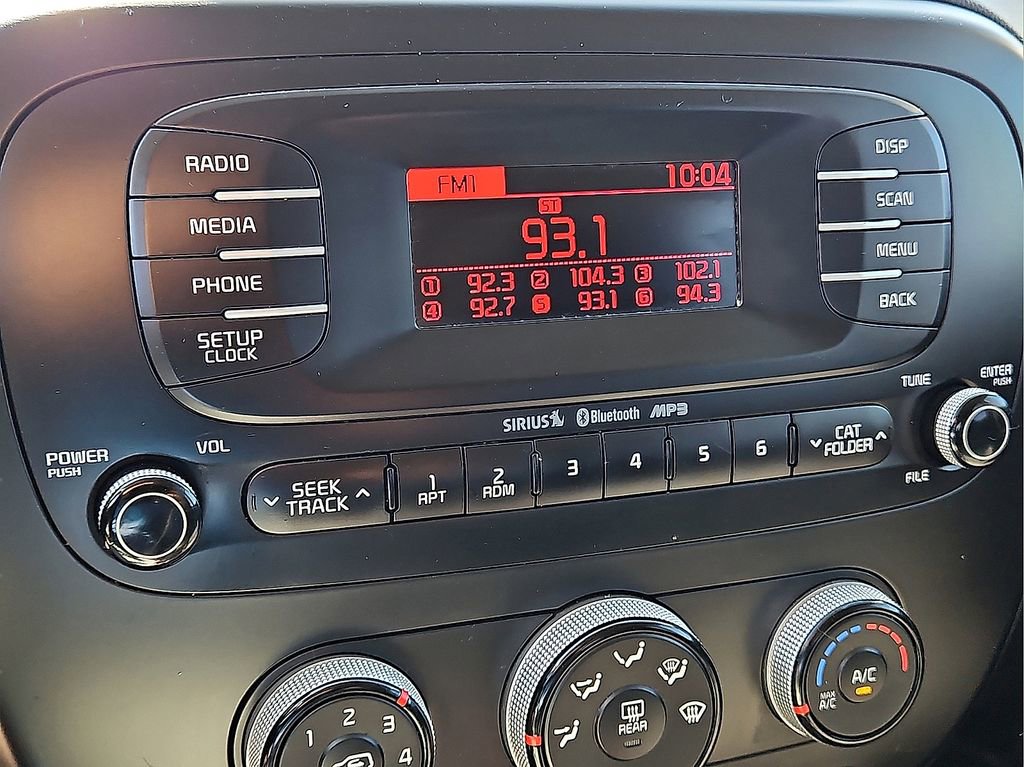 RADIO
MEDIA
PHONE
SETUP
CLOCK
FM1 10:04
ST
93.1
1 92.3 2 104.3 3 102.1
4 92.7 5 93.1 6 94.3
DISP
SCAN
MENU
BACK
SIRIUS Bluetooth MP3
POWER
PUSH
VOL
SEEK
TRACK
1
RPT
2
RDM
3
4
5
6
CAT
FOLDER
TUNE
FILE
ENTER
PUSH
1 2 3 4
REAR
A/C
MAX
A/C